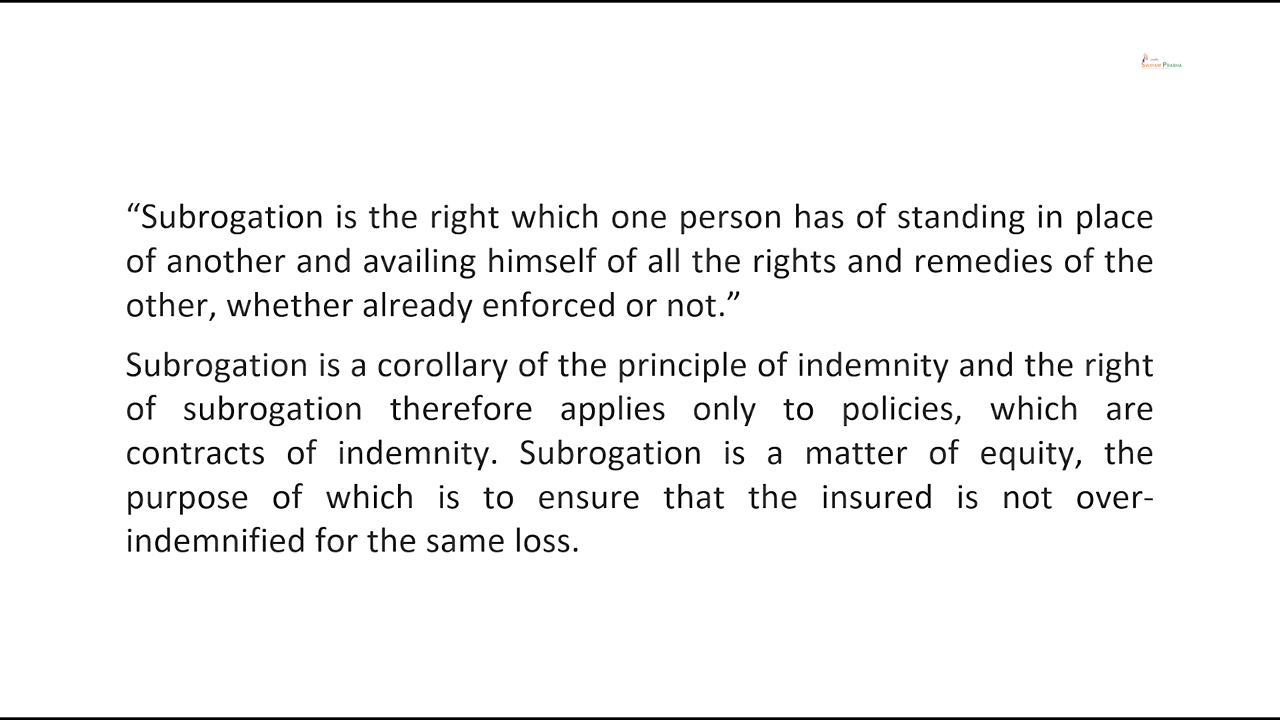 SWAYAM PRABHA
“Subrogation is the right which one person has of standing in place
of another and availing himself of all the rights and remedies of the
other, whether already enforced or not.”
Subrogation is a corollary of the principle of indemnity and the right
of subrogation therefore applies only to policies, which are
contracts of indemnity. Subrogation is a matter of equity, the
purpose of which is to ensure that the insured is not over-
indemnified for the same loss.